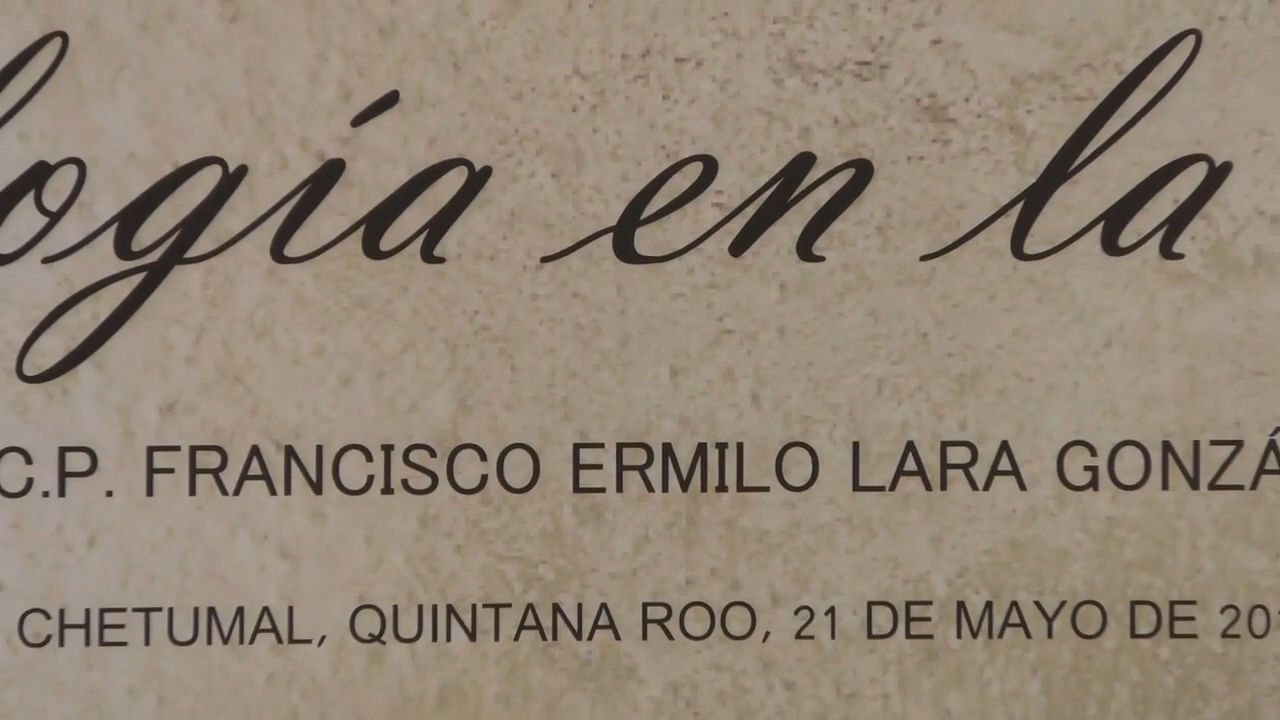 logía en la
C.P. FRANCISCO ERMILO LARA GONZÁ
CHETUMAL, QUINTANA ROO, 21 DE MAYO DE 20